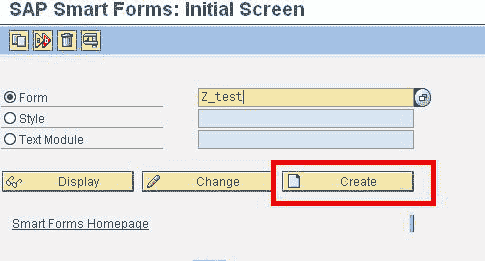 SAP Smart Forms: Initial Screen
Form
Z_test
Style
Text Module
Display
Change
Create
Smart Forms Homepage